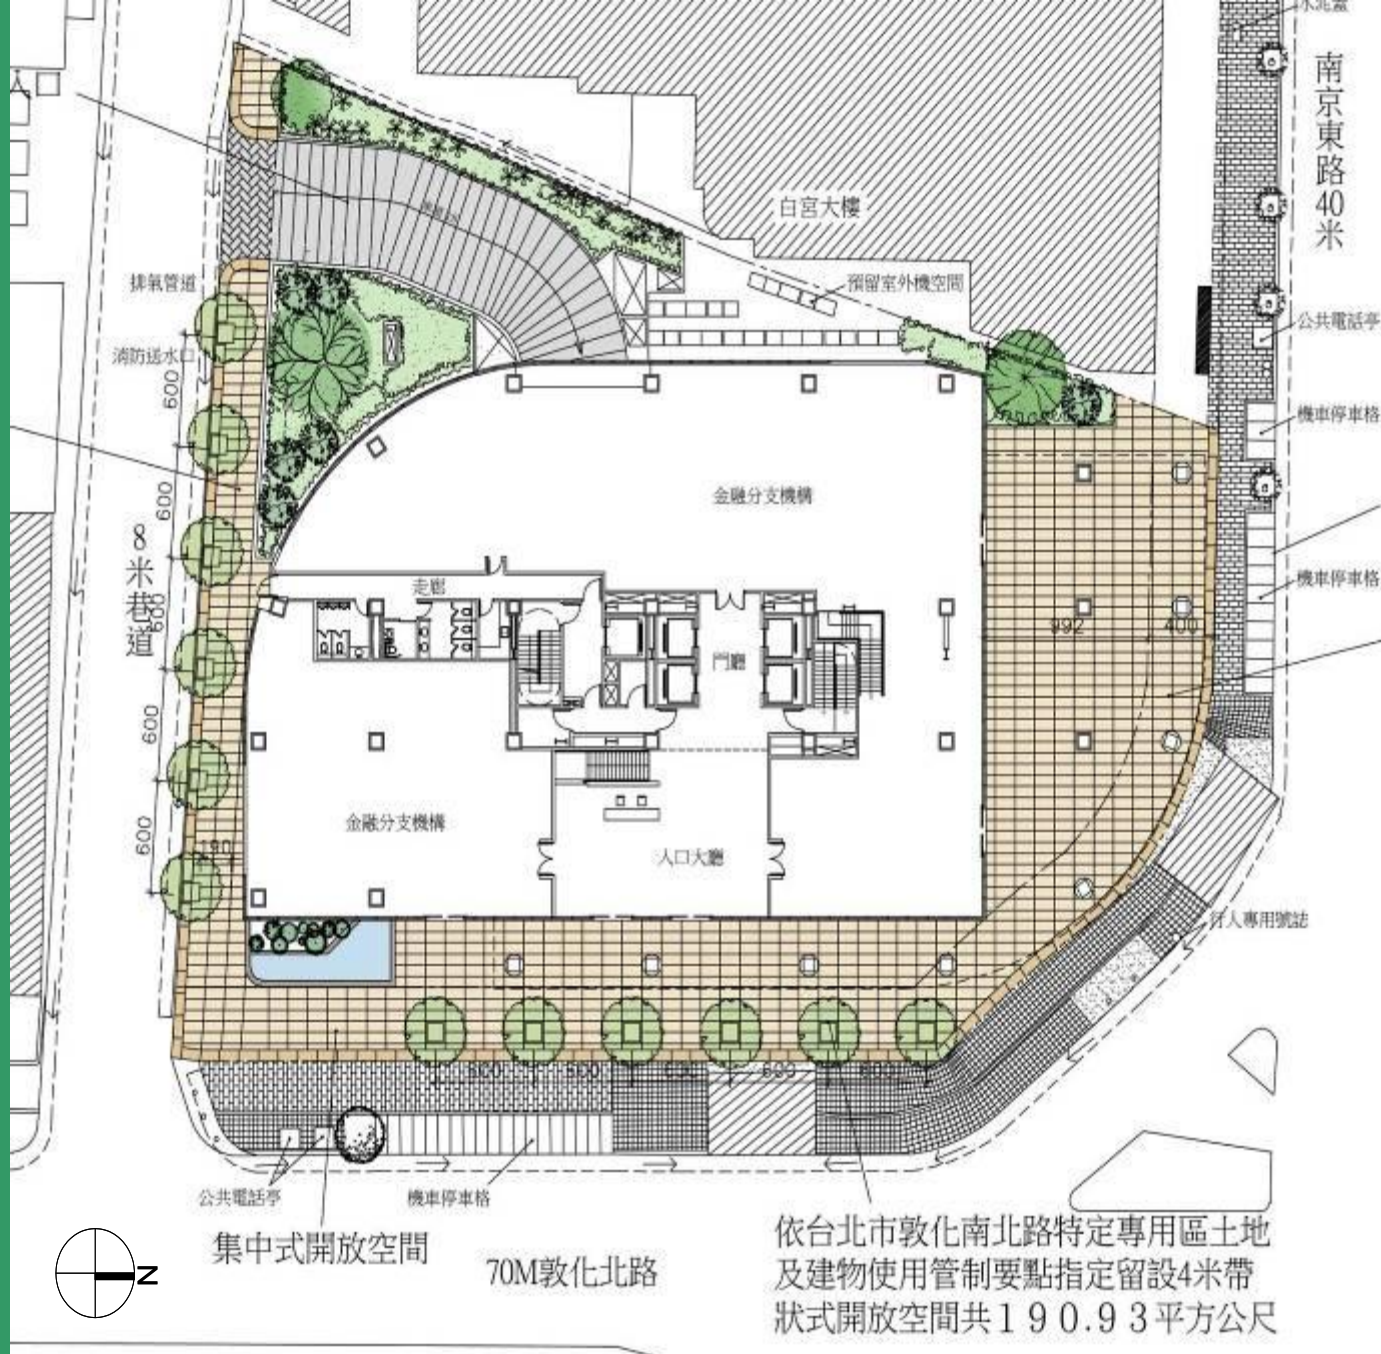 水泥蓋
南京東路40米
白宮大樓
預留室外機空間
排氣管道
公共電話亭
消防送水口
600
機車停車格
金融分支機構
600
8米巷道
走廊
機車停車格
600
992
400
門廳
600
600
190
金融分支機構
入口大廳
行人專用號誌
600
600
600
600
600
公共電話亭
機車停車格
集中式開放空間
70M敦化北路
依台北市敦化南北路特定專用區土地
及建物使用管制要點指定留設4米帶
狀式開放空間共190.93平方公尺
N